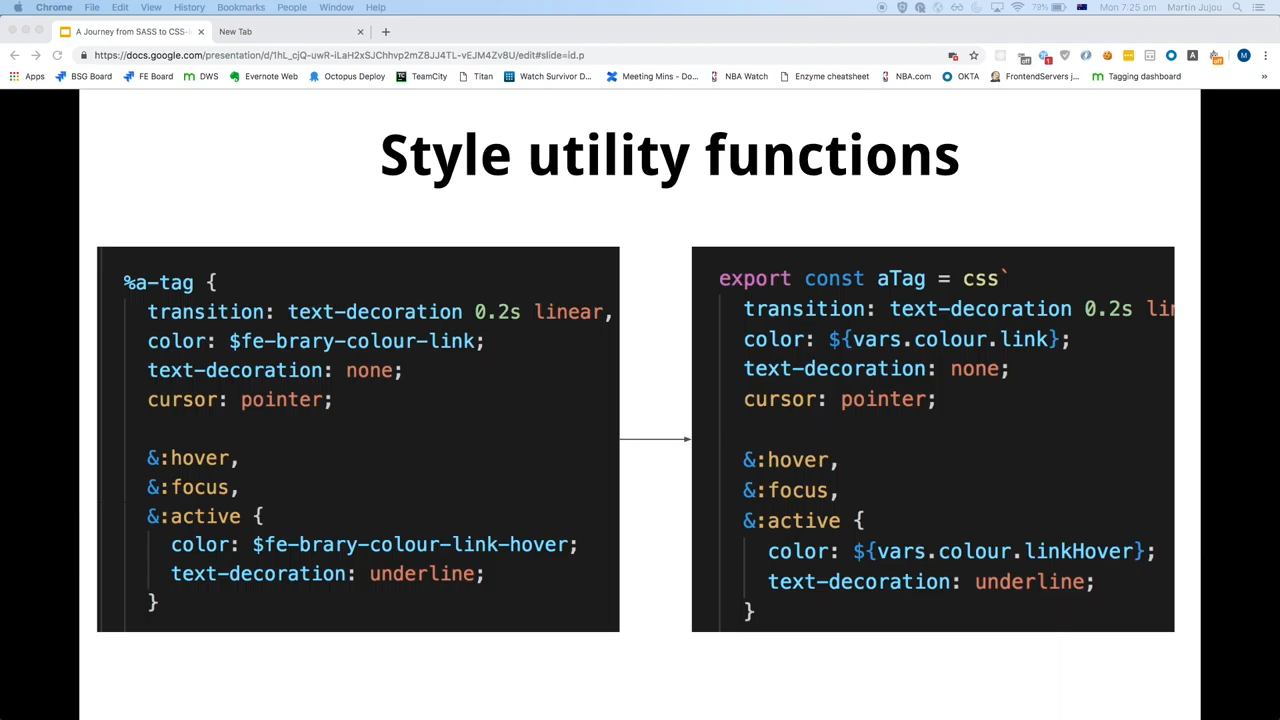 Chrome File Edit View History Bookmarks People Window Help 79% Mon 7:25 pm Martin Jujou
A Journey from SASS to CSS- New Tab
https://docs.google.com/presentation/d/1hL_cjQ-uwR-iLaH2xSJChhvp2mZ8JJ4TL-vEJM4Zv8U/edit#slide=id.p
Apps BSG Board FE Board DWS Evernote Web Octopus Deploy TeamCity Titan Watch Survivor D... Meeting Mins - Do... NBA Watch Enzyme cheatsheet NBA.com OKTA FrontendServers j... Tagging dashboard »
Style utility functions
%a-tag {
transition: text-decoration 0.2s linear,
color: $fe-brary-colour-link;
text-decoration: none;
cursor: pointer;
&:hover,
&:focus,
&:active {
color: $fe-brary-colour-link-hover;
text-decoration: underline;
}
export const aTag = css`
transition: text-decoration 0.2s lin
color: ${vars.colour.link};
text-decoration: none;
cursor: pointer;
&:hover,
&:focus,
&:active {
color: ${vars.colour.linkHover};
text-decoration: underline;
}